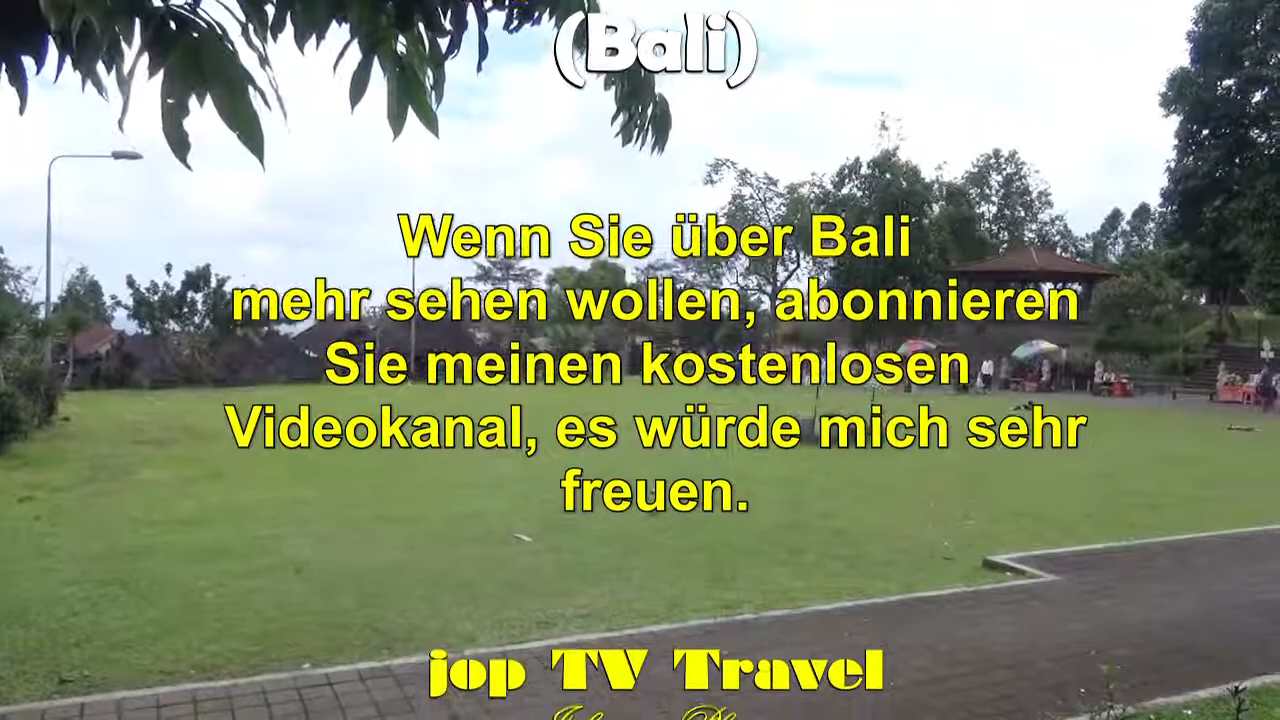 (Bali)
Wenn Sie über Bali
mehr sehen wollen, abonnieren
Sie meinen kostenlosen
Videokanal, es würde mich sehr
freuen.
jop TV Travel